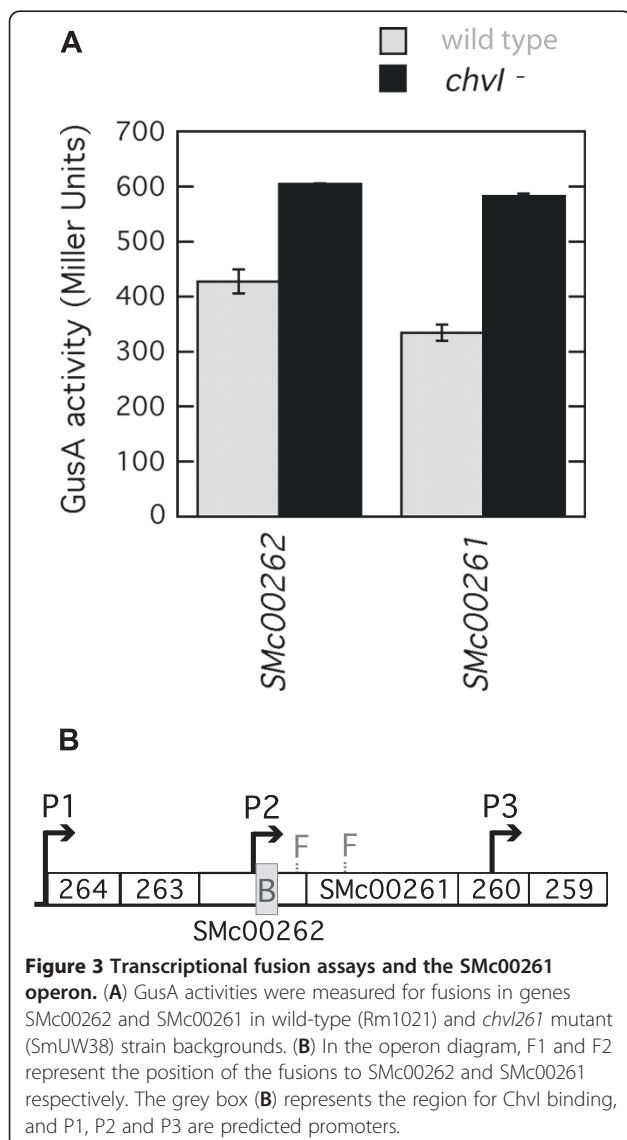 A
wild type
chvI -
GusA activity (Miller Units)
700
600
500
400
300
200
100
0
SMc00262
SMc00261
B
P1
P2
P3
F
F
264
263
B
SMc00261
260
259
SMc00262
Figure 3 Transcriptional fusion assays and the SMc00261
operon. (A) GusA activities were measured for fusions in genes
SMc00262 and SMc00261 in wild-type (Rm1021) and chvI261 mutant
(SmUW38) strain backgrounds. (B) In the operon diagram, F1 and F2
represent the position of the fusions to SMc00262 and SMc00261
respectively. The grey box (B) represents the region for ChvI binding,
and P1, P2 and P3 are predicted promoters.